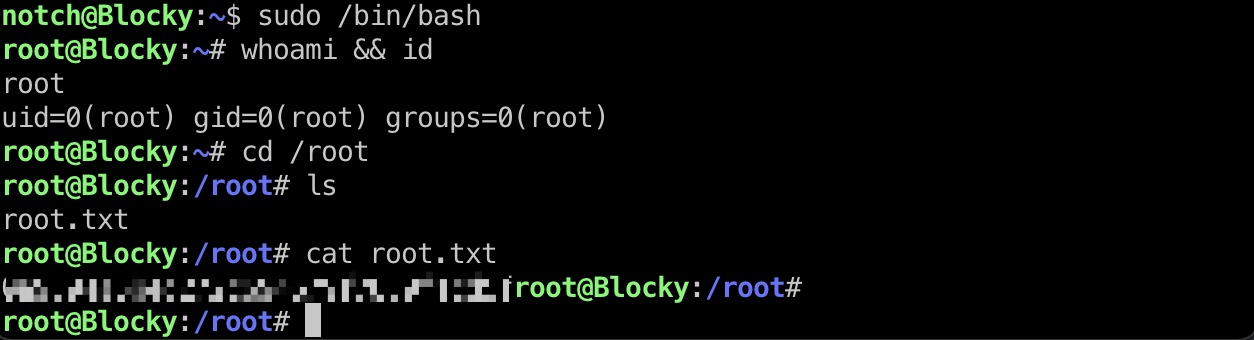 notch@Blocky:~$ sudo /bin/bash
root@Blocky:~# whoami && id
root
uid=0(root) gid=0(root) groups=0(root)
root@Blocky:~# cd /root
root@Blocky:/root# ls
root.txt
root@Blocky:/root# cat root.txt
root@Blocky:/root#
root@Blocky:/root#